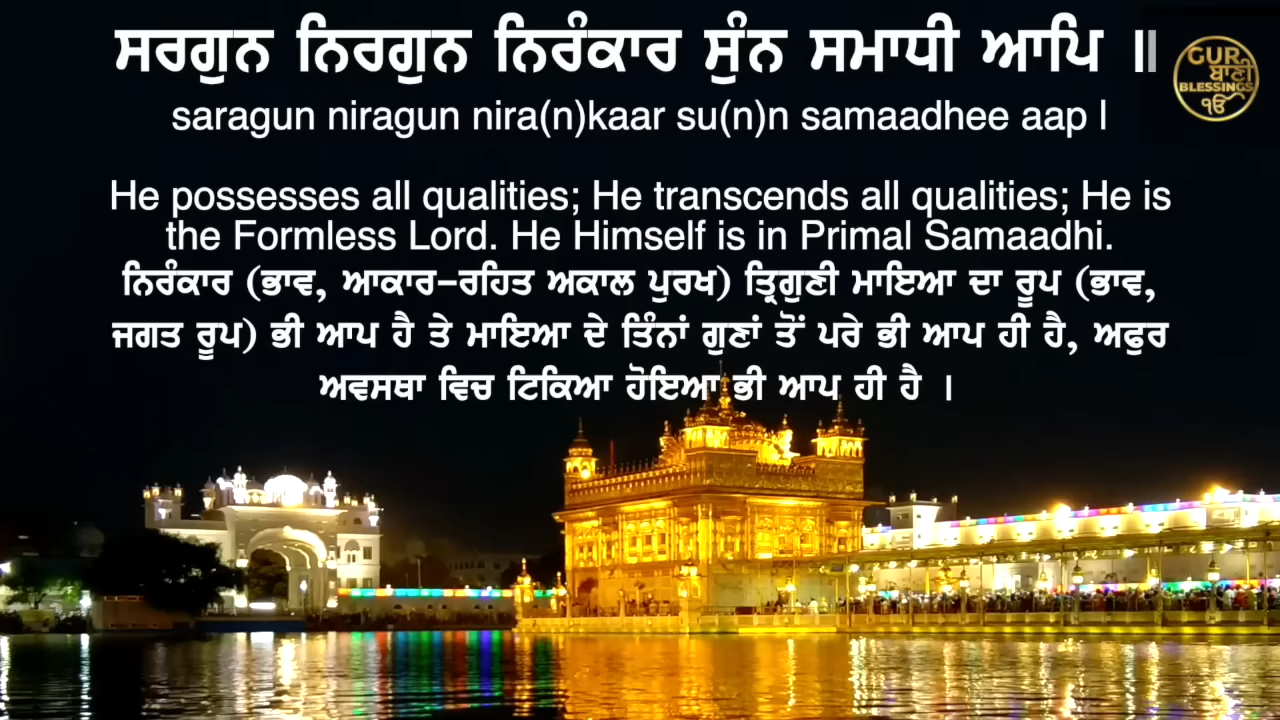 ਸਰਗੁਨ ਨਿਰਗੁਨ ਨਿਰੰਕਾਰ ਸੁੰਨ ਸਮਾਧੀ ਆਪਿ ॥
saragun niragun nira(n)kaar su(n)n samaadhee aap |
He possesses all qualities; He transcends all qualities; He is
the Formless Lord. He Himself is in Primal Samaadhi.
ਨਿਰੰਕਾਰ (ਭਾਵ, ਆਕਾਰ-ਰਹਿਤ ਅਕਾਲ ਪੁਰਖ) ਤ੍ਰਿਗੁਣੀ ਮਾਇਆ ਦਾ ਰੂਪ (ਭਾਵ,
ਜਗਤ ਰੂਪ) ਭੀ ਆਪ ਹੈ ਤੇ ਮਾਇਆ ਦੇ ਤਿੰਨਾਂ ਗੁਣਾਂ ਤੋਂ ਪਰੇ ਭੀ ਆਪ ਹੀ ਹੈ, ਅਫੁਰ
ਅਵਸਥਾ ਵਿਚ ਟਿਕਿਆ ਹੋਇਆ ਭੀ ਆਪ ਹੀ ਹੈ ।
GUR
ਬਾਣੀ
BLESSINGS
ੴ